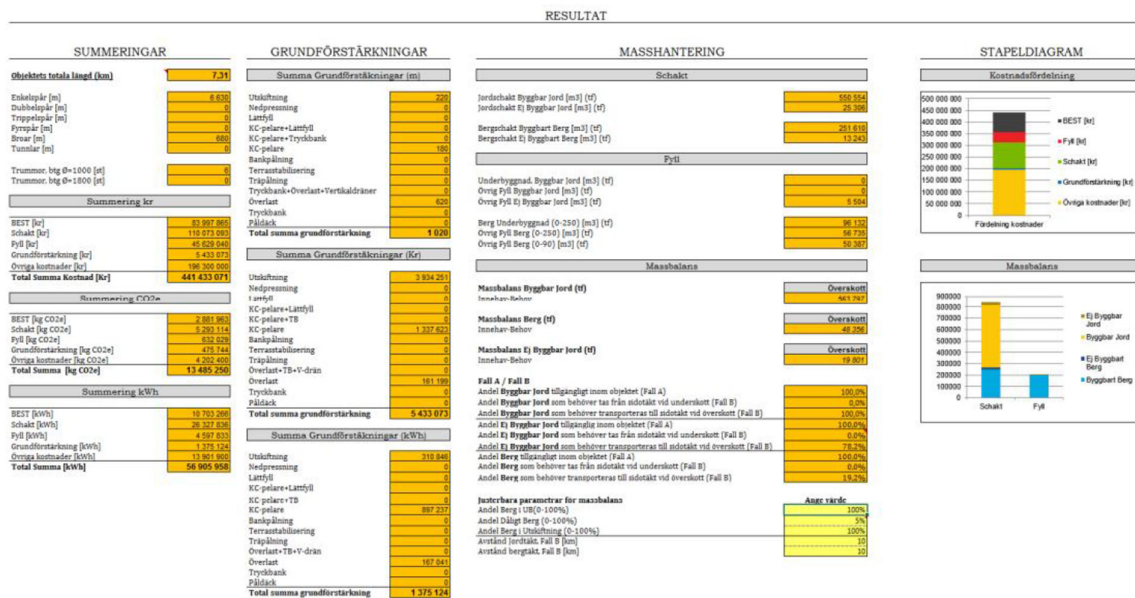 RESULTAT
SUMMERINGAR
Objektets totala längd (km) 7,31
Enkelspår [m] 6 630
Dubbelspår [m] 0
Trippelspår [m] 0
Fyrspår [m] 0
Broar [m] 680
Tunnlar [m] 0
Trummor, btg Ø=1000 [st] 6
Trummor, btg Ø=1800 [st] 0
Summering kr
BEST [kr] 83 997 865
Schakt [kr] 110 073 093
Fyll [kr] 45 629 040
Grundförstärkning [kr] 5 433 073
Övriga kostnader [kr] 196 300 000
Total Summa Kostnad [Kr] 441 433 071
Summering CO2e
BEST [kg CO2e] 2 881 963
Schakt [kg CO2e] 5 293 114
Fyll [kg CO2e] 632 029
Grundförstärkning [kg CO2e] 475 744
Övriga kostnader [kg CO2e] 4 202 400
Total Summa [kg CO2e] 13 485 250
Summering kWh
BEST [kWh] 10 703 266
Schakt [kWh] 26 327 836
Fyll [kWh] 4 597 833
Grundförstärkning [kWh] 1 375 124
Övriga kostnader [kWh] 13 901 900
Total Summa [kWh] 56 905 958
GRUNDFÖRSTÄRKNINGAR
Summa Grundförstäkningar (m)
Utskiftning 220
Nedpressning 0
Lättfyll 0
KC-pelare+Lättfyll 0
KC-pelare+Tryckbank 0
KC-pelare 180
Bankpålning 0
Terrasstabilisering 0
Träpålning 0
Tryckbank+Överlast+Vertikaldräner 0
Överlast 620
Tryckbank 0
Påldäck 0
Total summa grundförstärkning 1 020
Summa Grundförstäkningar (Kr)
Utskiftning 3 934 251
Nedpressning 0
Lättfyll 0
KC-pelare+Lättfyll 0
KC-pelare+TB 0
KC-pelare 1 337 623
Bankpålning 0
Terrasstabilisering 0
Träpålning 0
Överlast+TB+V-drän 0
Överlast 161 199
Tryckbank 0
Påldäck 0
Total summa grundförstärkning 5 433 073
Summa Grundförstäkningar (kWh)
Utskiftning 310 846
Nedpressning 0
KC-pelare+Lättfyll 0
KC-pelare+TB 0
KC-pelare 897 237
Bankpålning 0
Terrasstabilisering 0
Träpålning 0
Överlast+TB+V-drän 0
Överlast 167 041
Tryckbank 0
Påldäck 0
Total summa grundförstärkning 1 375 124
MASSHANTERING
Schakt
Jordschakt Byggbar Jord [m3] (tf) 550 554
Jordschakt Ej Byggbar Jord [m3] (tf) 25 306
Bergschakt Byggbart Berg [m3] (tf) 251 610
Bergschakt Ej Byggbart Berg [m3] (tf) 13 243
Fyll
Underbyggnad, Byggbar Jord [m3] (tf) 0
Övrig Fyll Byggbar Jord [m3] (tf) 0
Övrig Fyll Ej Byggbar Jord [m3] (tf) 5 504
Berg Underbyggnad (0-250) [m3] (tf) 96 132
Övrig Fyll Berg (0-250) [m3] (tf) 56 735
Övrig Fyll Berg (0-90) [m3] (tf) 50 387
Massbalans
Massbalans Byggbar Jord (tf) Överskott
Innehav-Behov
Massbalans Berg (tf) Överskott
Innehav-Behov 48 356
Massbalans Ej Byggbar Jord (tf) Överskott
Innehav-Behov 19 801
Fall A / Fall B
Andel Byggbar Jord tillgängligt inom objektet (Fall A) 100,0%
Andel Byggbar Jord som behöver tas från sidotäkt vid underskott (Fall B) 0,0%
Andel Byggbar Jord som behöver transporteras till sidotäkt vid överskott (Fall B) 100,0%
Andel Ej Byggbar Jord tillgänglig inom objektet (Fall A) 100,0%
Andel Ej Byggbar Jord som behöver tas från sidotäkt vid underskott (Fall B) 0,0%
Andel Ej Byggbar Jord som behöver transporteras till sidotäkt vid överskott (Fall B) 78,2%
Andel Berg tillgängligt inom objektet (Fall A) 100,0%
Andel Berg som behöver tas från sidotäkt vid underskott (Fall B) 0,0%
Andel Berg som behöver transporteras till sidotäkt vid överskott (Fall B) 19,2%
Justerbara parametrar för massbalans Ange värde
Andel Berg i UB(0-100%) 100%
Andel Dåligt Berg (0-100%) 5%
Andel Berg i Utskiftning (0-100%) 100%
Avstånd Jordtäkt, Fall B [km] 10
Avstånd bergtäkt, Fall B [km] 10
STAPELDIAGRAM
Kostnadsfördelning
500 000 000
450 000 000
400 000 000
350 000 000
300 000 000
250 000 000
200 000 000
150 000 000
100 000 000
50 000 000
0
Fördelning kostnader
BEST [kr]
Fyll [kr]
Schakt [kr]
Grundförstärkning [kr]
Övriga kostnader [kr]
Massbalans
900000
800000
700000
600000
500000
400000
300000
200000
100000
0
Schakt Fyll
Ej Byggbar Jord
Byggbar Jord
Ej Byggbart Berg
Byggbart Berg